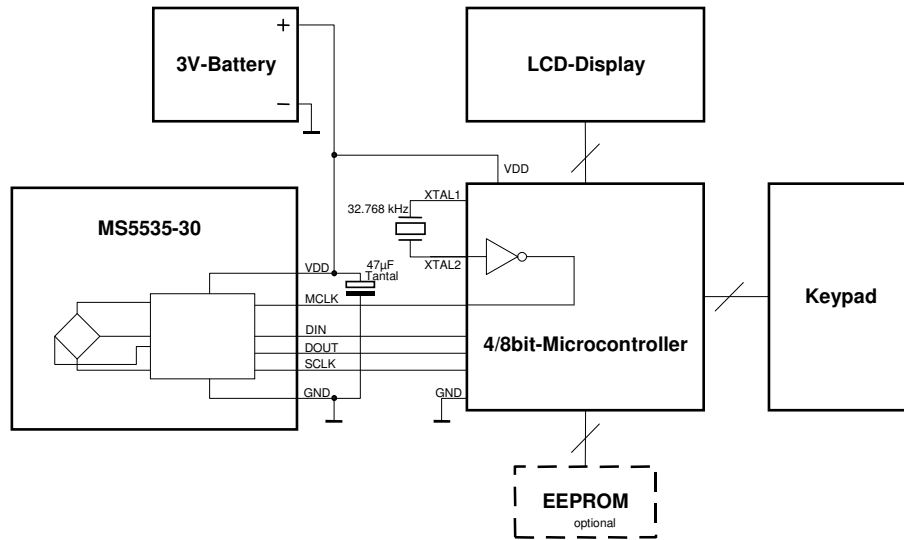 +
3V-Battery
−
LCD-Display
VDD
MS5535-30
XTAL1
32.768 kHz
XTAL2
47µF
Tantal
VDD
MCLK
DIN
DOUT
SCLK
GND
4/8bit-Microcontroller
GND
Keypad
EEPROM
optional